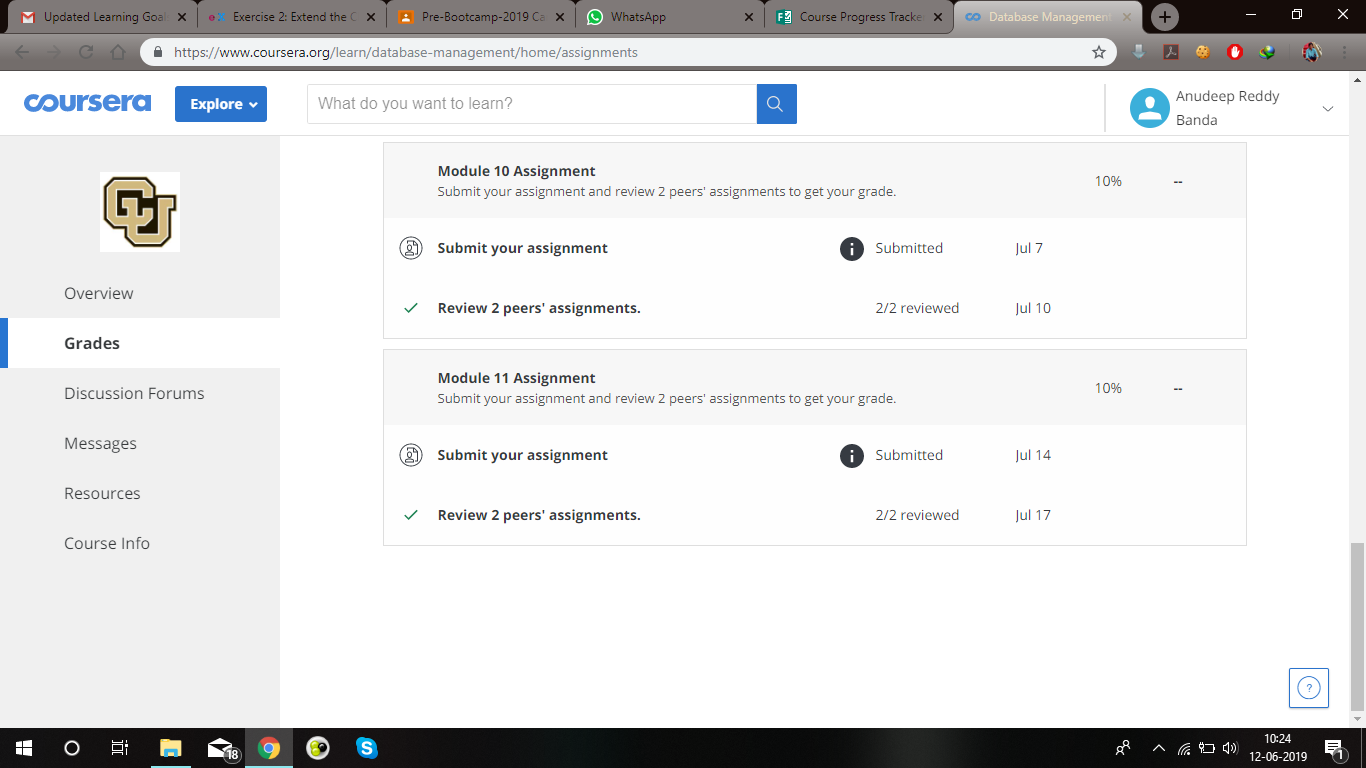 Updated Learning Goal
Exercise 2: Extend the C
Pre-Bootcamp-2019 Ca
WhatsApp
Course Progress Tracke
Database Management
https://www.coursera.org/learn/database-management/home/assignments
coursera
Explore
What do you want to learn?
Anudeep Reddy
Banda
Module 10 Assignment
Submit your assignment and review 2 peers' assignments to get your grade.
10%
--
Submit your assignment
Submitted
Jul 7
Review 2 peers' assignments.
2/2 reviewed
Jul 10
Module 11 Assignment
Submit your assignment and review 2 peers' assignments to get your grade.
10%
--
Submit your assignment
Submitted
Jul 14
Review 2 peers' assignments.
2/2 reviewed
Jul 17
CU
Overview
Grades
Discussion Forums
Messages
Resources
Course Info
?
18
10:24
12-06-2019
1